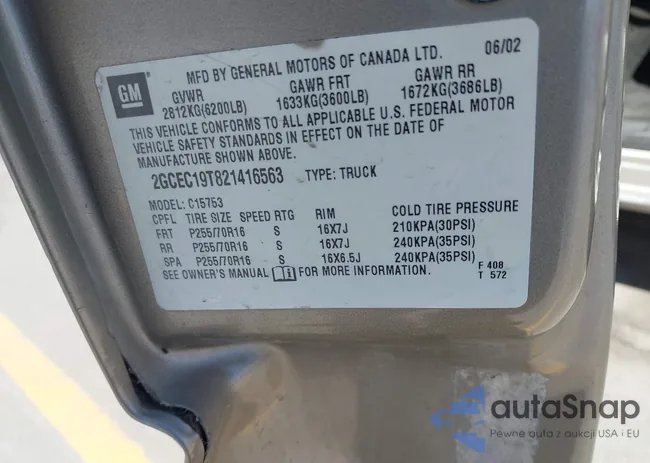 GM
MFD BY GENERAL MOTORS OF CANADA LTD. 06/02
GVWR GAWR FRT GAWR RR
2812KG(6200LB) 1633KG(3600LB) 1672KG(3686LB)
THIS VEHICLE CONFORMS TO ALL APPLICABLE U.S. FEDERAL MOTOR
VEHICLE SAFETY STANDARDS IN EFFECT ON THE DATE OF
MANUFACTURE SHOWN ABOVE.
2GCEC19T821416563 TYPE: TRUCK
MODEL: C15753
CPFL TIRE SIZE SPEED RTG RIM COLD TIRE PRESSURE
FRT P255/70R16 S 16X7J 210KPA(30PSI)
RR P255/70R16 S 16X7J 240KPA(35PSI)
SPA P255/70R16 S 16X6.5J 240KPA(35PSI)
SEE OWNER'S MANUAL FOR MORE INFORMATION. F 408
T 572
autaSnap
Pewne auta z aukcji USA i EU